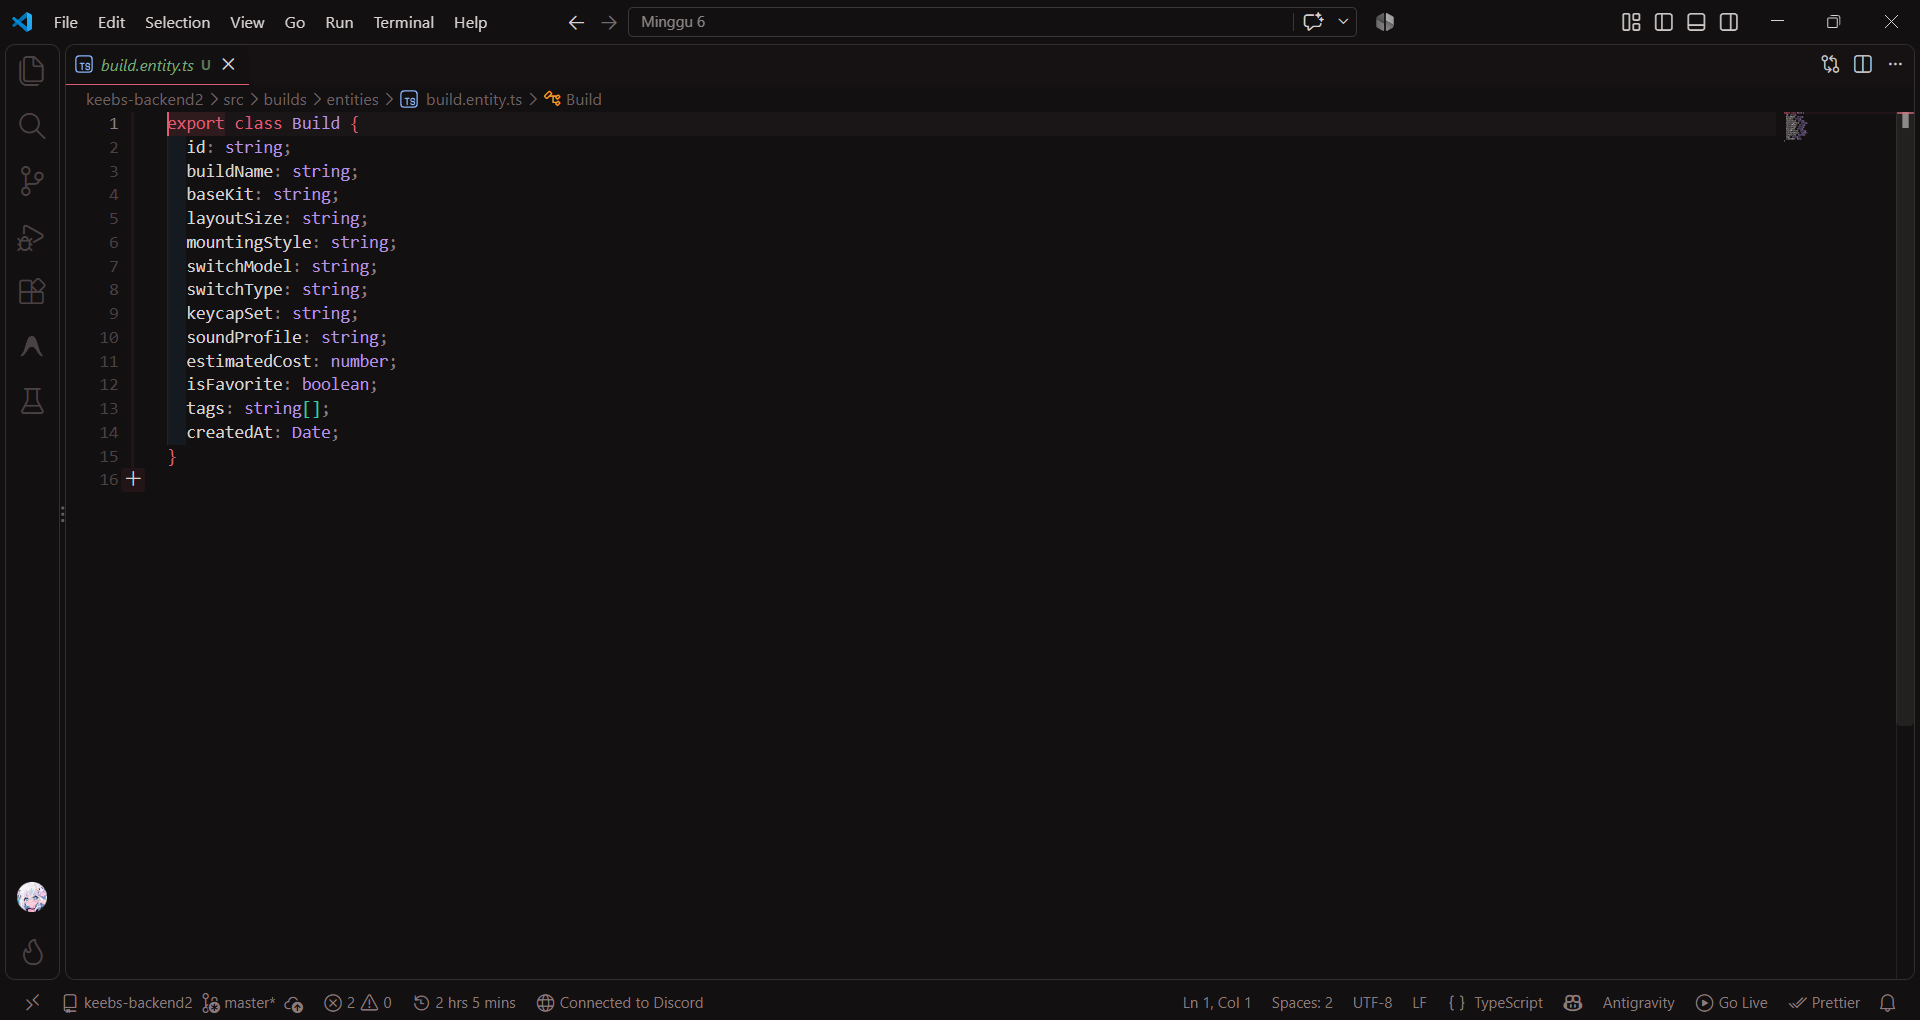 File Edit Selection View Go Run Terminal Help
Minggu 6
TS build.entity.ts U
keebs-backend2 > src > builds > entities > TS build.entity.ts > Build
1 export class Build {
2 id: string;
3 buildName: string;
4 baseKit: string;
5 layoutSize: string;
6 mountingStyle: string;
7 switchModel: string;
8 switchType: string;
9 keycapSet: string;
10 soundProfile: string;
11 estimatedCost: number;
12 isFavorite: boolean;
13 tags: string[];
14 createdAt: Date;
15 }
16
keebs-backend2 master* 2 0 2 hrs 5 mins Connected to Discord Ln 1, Col 1 Spaces: 2 UTF-8 LF { } TypeScript Antigravity Go Live Prettier